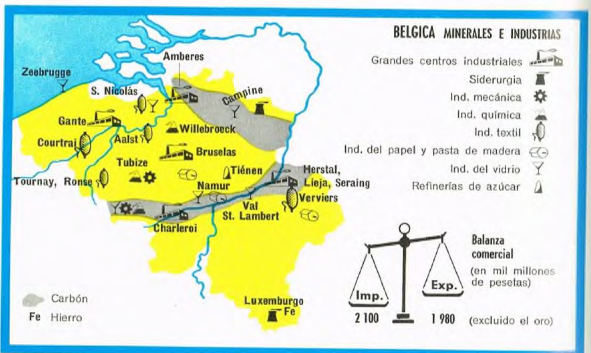 BELGICA MINERALES E INDUSTRIAS
Grandes centros industriales
Siderurgia
Ind. mecánica
Ind. química
Ind. textil
Ind. del papel y pasta de madera
Ind. del vidrio
Refinerías de azúcar
Zeebrugge
Amberes
S. Nicolás
Campine
Gante
Willebroeck
Courtrai
Aalst
Bruselas
Tubize
Tiénen
Herstal,
Lieja, Seraing
Tournay, Ronse
Namur
Verviers
Val
St. Lambert
Charleroi
Luxemburgo
Fe
Carbón
Fe Hierro
Balanza
comercial
(en mil millones
de pesetas)
Imp.
Exp.
2 100
1 980 (excluido el oro)